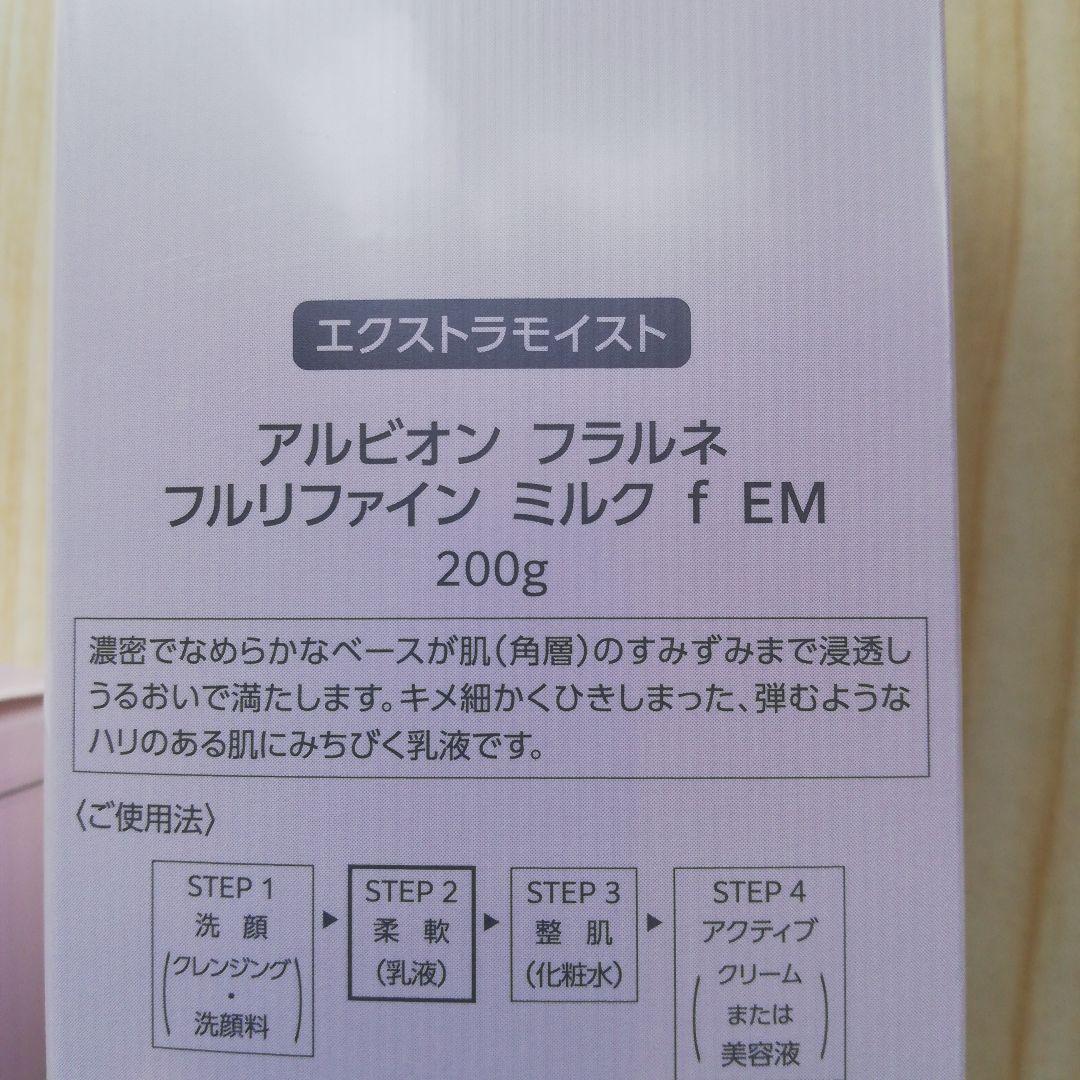 エクストラモイスト
アルビオン フラルネ
フルリファイン ミルク f EM
200g
濃密でなめらかなベースが肌(角層)のすみずみまで浸透し
うるおいで満たします。キメ細かくひきしまった、弾むような
ハリのある肌にみちびく乳液です。
〈ご使用法〉
STEP 1
洗 顔
(クレンジング
・
洗顔料)
▶
STEP 2
柔 軟
(乳液)
▶
STEP 3
整 肌
(化粧水)
▶
STEP 4
アクティブ
(クリーム
または
美容液)